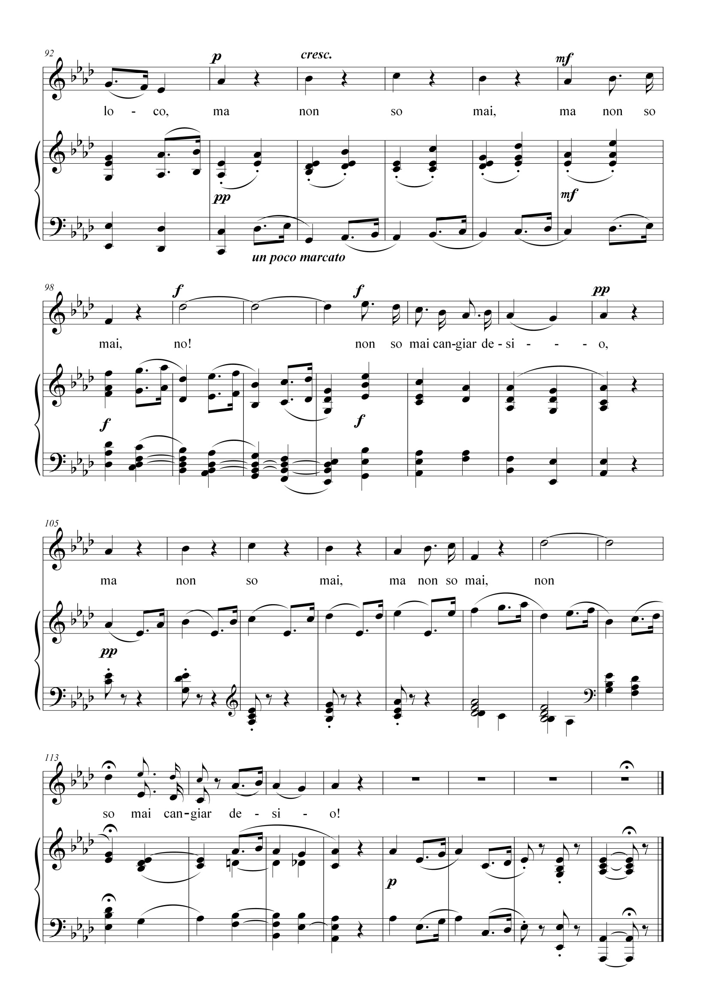 92
p cresc. mf
lo - co, ma non so mai, ma non so
pp mf
un poco marcato
98
f f pp
mai, no! non so mai can-giar de - si - - - o,
f f
105
ma non so mai, ma non so mai, non
pp
113
so mai can-giar de - si - o!
p